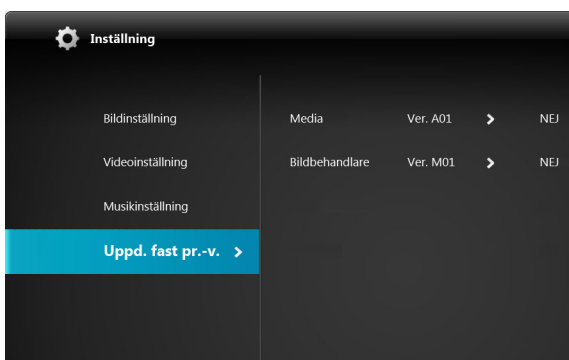 Inställning
Bildinställning
Videoinställning
Musikinställning
Uppd. fast pr.-v.
Media Ver. A01 NEJ
Bildbehandlare Ver. M01 NEJ